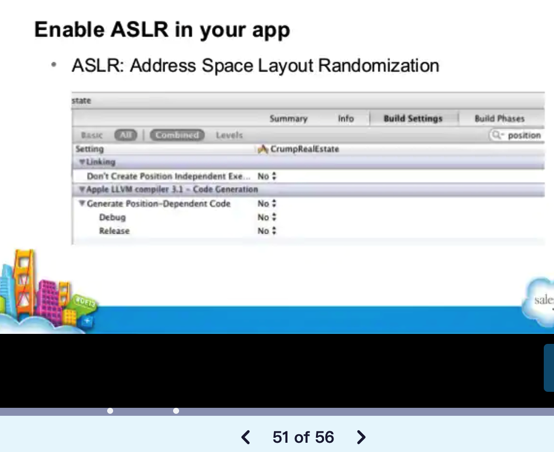 Enable ASLR in your app
• ASLR: Address Space Layout Randomization
state
Summary Info Build Settings Build Phases
Basic All Combined Levels position
Setting CrumpRealEstate
Linking
Don't Create Position Independent Exe... No
Apple LLVM compiler 3.1 - Code Generation
Generate Position-Dependent Code No
Debug No
Release No
sale
51 of 56